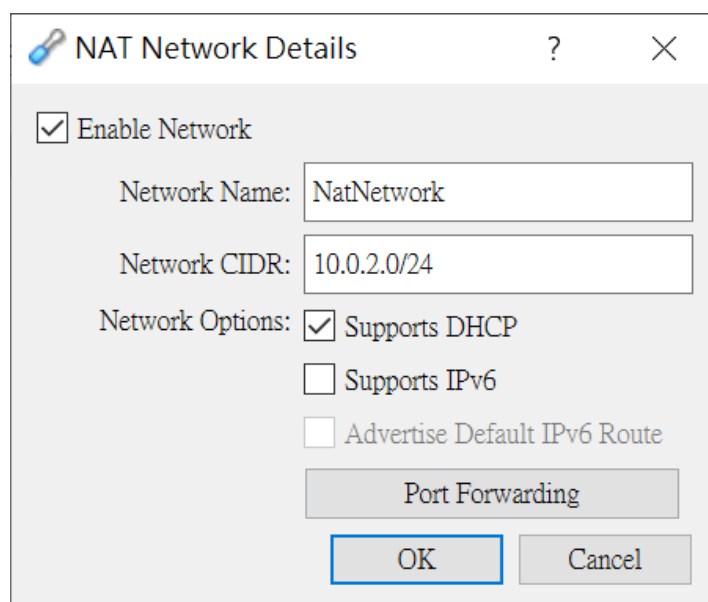 NAT Network Details ?
Enable Network
Network Name: NatNetwork
Network CIDR: 10.0.2.0/24
Network Options: Supports DHCP
Supports IPv6
Advertise Default IPv6 Route
Port Forwarding
OK Cancel